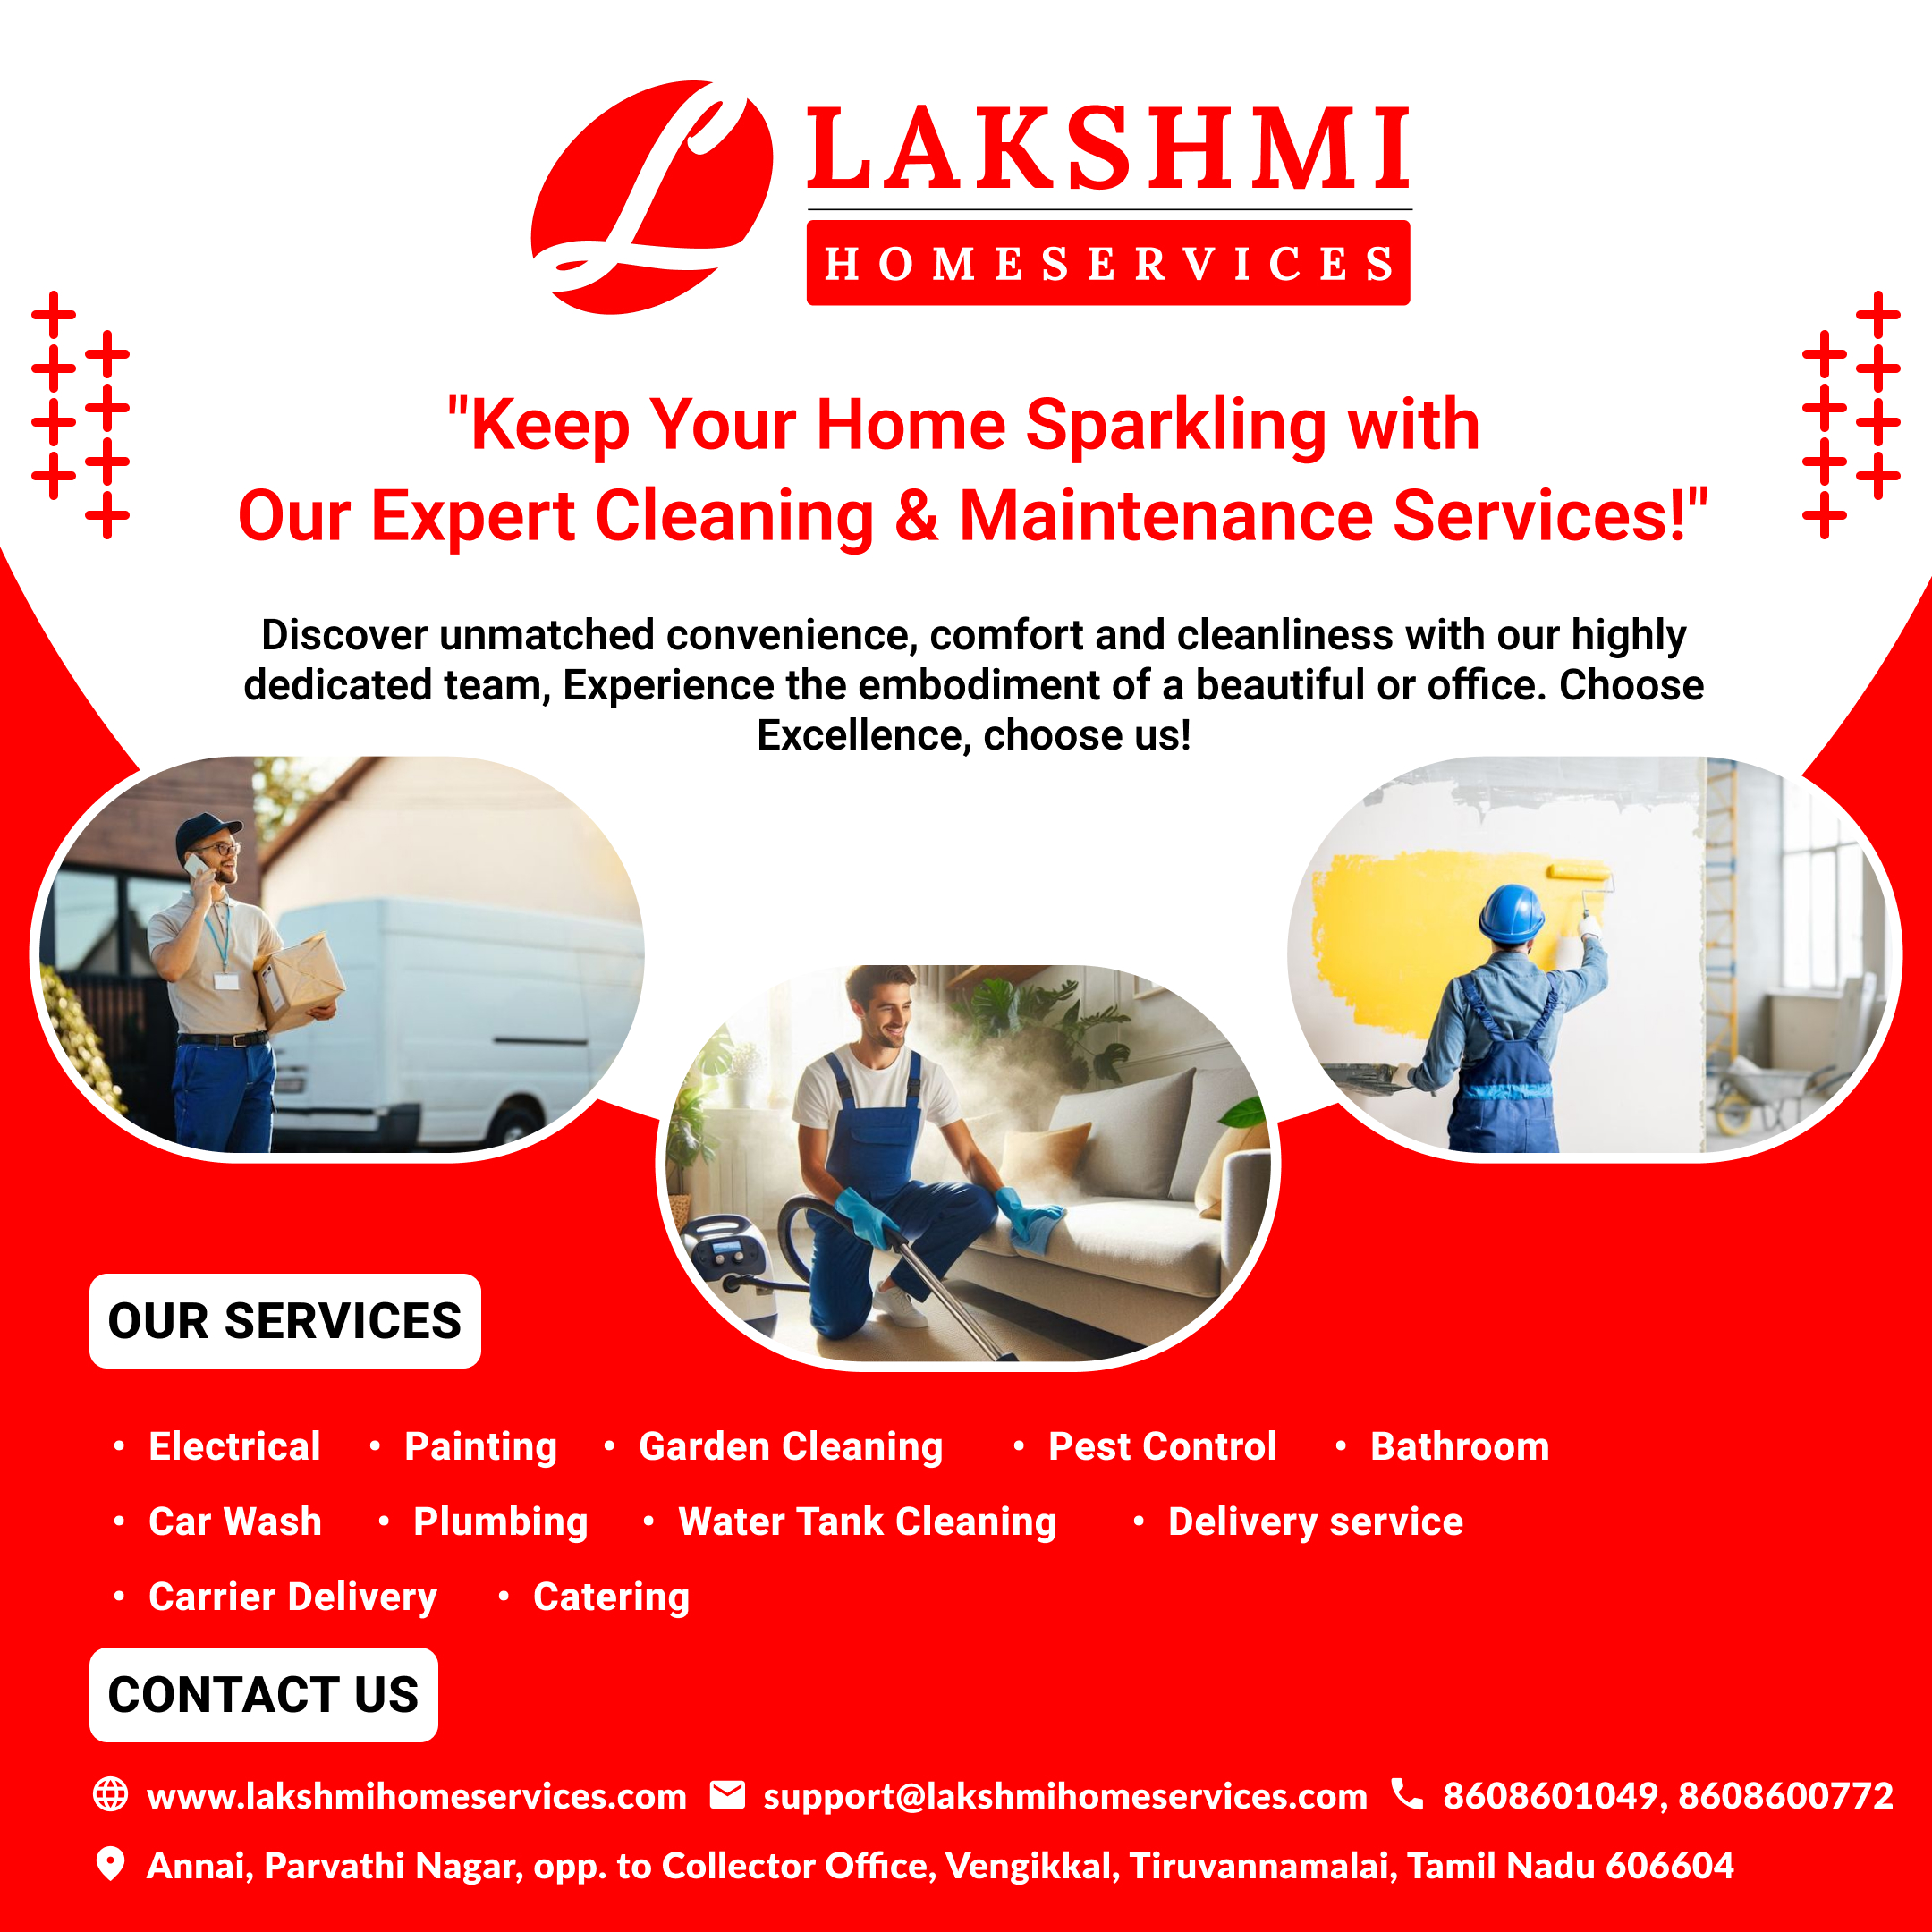 LAKSHMI
HOMESERVICES
"Keep Your Home Sparkling with
Our Expert Cleaning & Maintenance Services!"
Discover unmatched convenience, comfort and cleanliness with our highly
dedicated team, Experience the embodiment of a beautiful or office. Choose
Excellence, choose us!
OUR SERVICES
• Electrical • Painting • Garden Cleaning • Pest Control • Bathroom
• Car Wash • Plumbing • Water Tank Cleaning • Delivery service
• Carrier Delivery • Catering
CONTACT US
www.lakshmihomeservices.com support@lakshmihomeservices.com 8608601049, 8608600772
Annai, Parvathi Nagar, opp. to Collector Office, Vengikkal, Tiruvannamalai, Tamil Nadu 606604